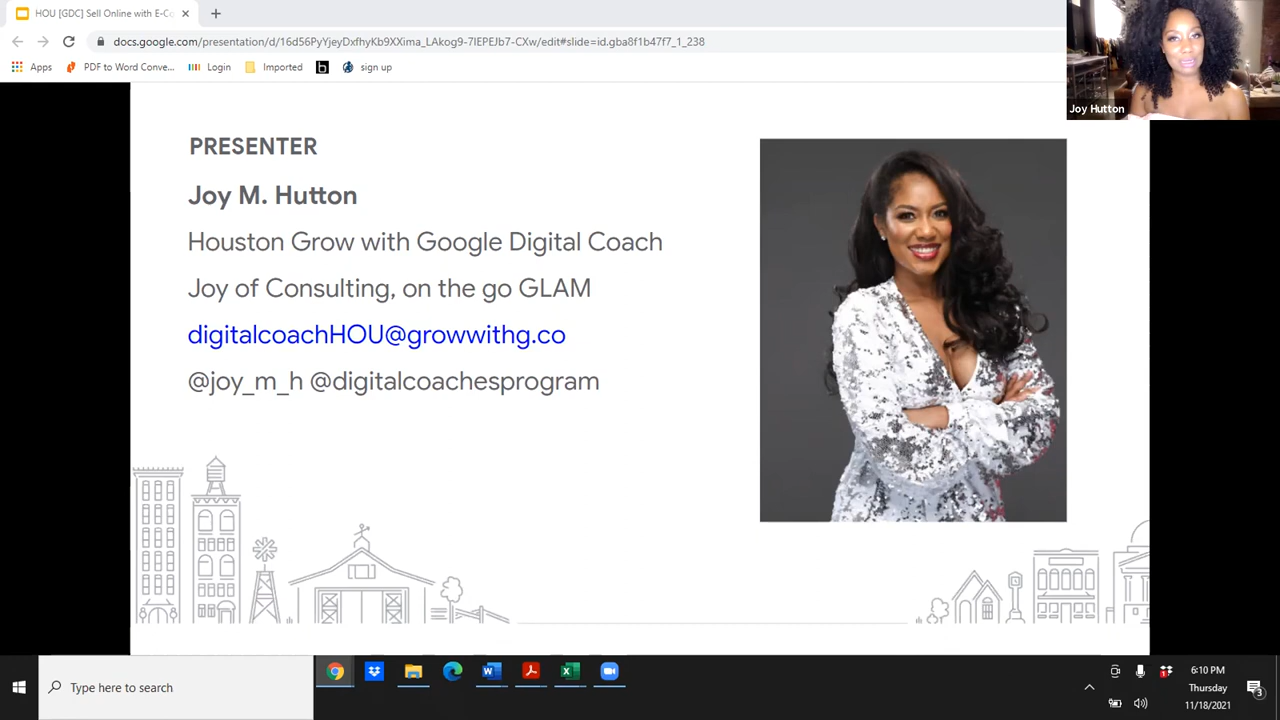 HOU [GDC] Sell Online with E-Co
docs.google.com/presentation/d/16d56PyYjeyDxfhyKb9XXima_LAkog9-7lEPEJb7-CXw/edit#slide=id.gba8f1b47f7_1_238
Apps PDF to Word Conve... Login Imported b sign up
Joy Hutton
PRESENTER
Joy M. Hutton
Houston Grow with Google Digital Coach
Joy of Consulting, on the go GLAM
digitalcoachHOU@growwithg.co
@joy_m_h @digitalcoachesprogram
Type here to search
6:10 PM
Thursday
11/18/2021
3